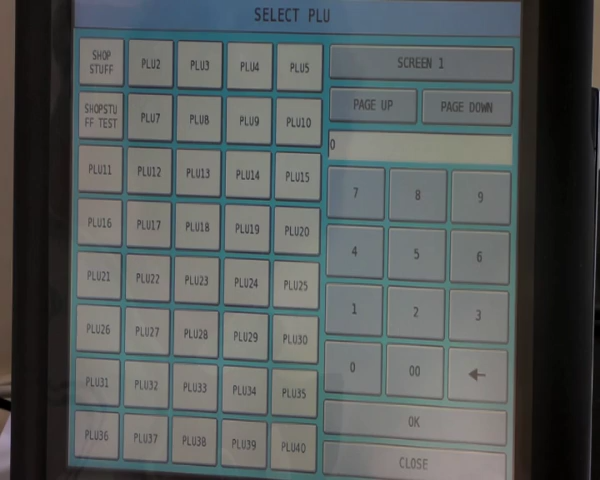 SELECT PLU
SHOP
STUFF
PLU2
PLU3
PLU4
PLU5
SHOPSTU
FF TEST
PLU7
PLU8
PLU9
PLU10
PLU11
PLU12
PLU13
PLU14
PLU15
PLU16
PLU17
PLU18
PLU19
PLU20
PLU21
PLU22
PLU23
PLU24
PLU25
PLU26
PLU27
PLU28
PLU29
PLU30
PLU31
PLU32
PLU33
PLU34
PLU35
PLU36
PLU37
PLU38
PLU39
PLU40
SCREEN 1
PAGE UP
PAGE DOWN
0
7
8
9
4
5
6
1
2
3
0
00
←
OK
CLOSE